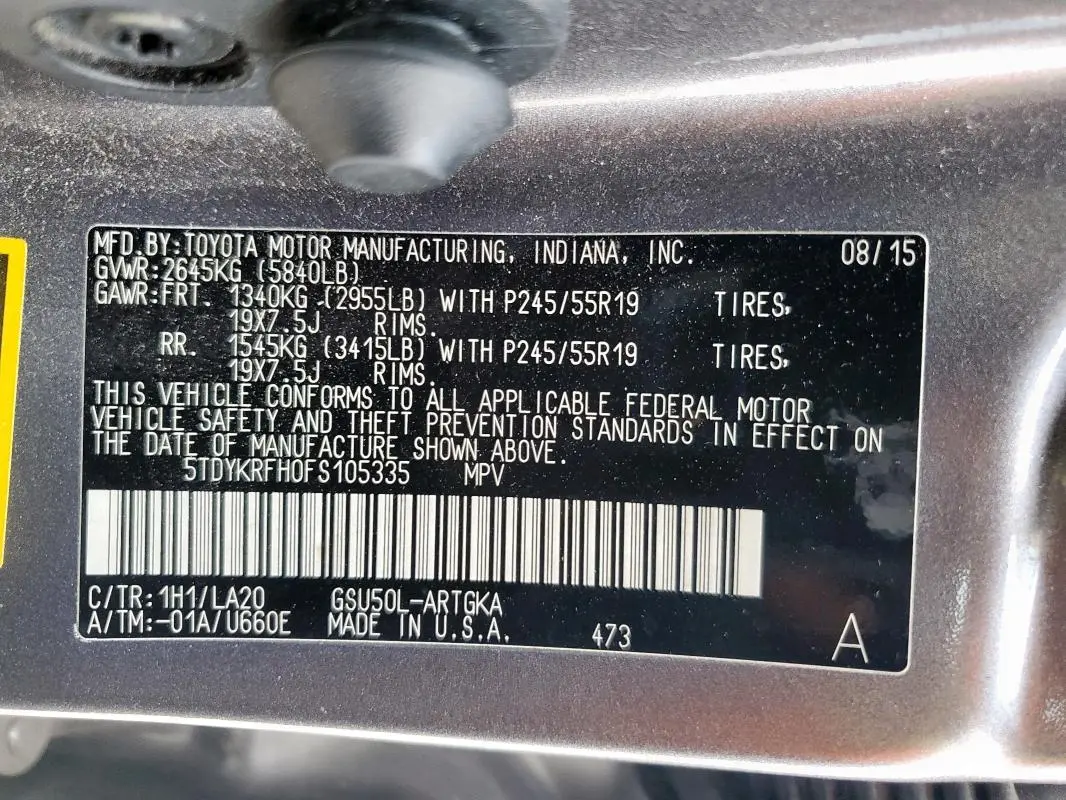 MFD.BY:TOYOTA MOTOR MANUFACTURING, INDIANA, INC. 08/15
GVWR:2645KG (5840LB)
GAWR:FRT. 1340KG (2955LB) WITH P245/55R19 TIRES,
19X7.5J RIMS.
RR. 1545KG (3415LB) WITH P245/55R19 TIRES,
19X7.5J RIMS.
THIS VEHICLE CONFORMS TO ALL APPLICABLE FEDERAL MOTOR
VEHICLE SAFETY AND THEFT PREVENTION STANDARDS IN EFFECT ON
THE DATE OF MANUFACTURE SHOWN ABOVE.
5TDYKRFH0FS105335 MPV
C/TR:1H1/LA20 GSU50L-ARTGKA
A/TM:-01A/U660E MADE IN U.S.A. 473 A